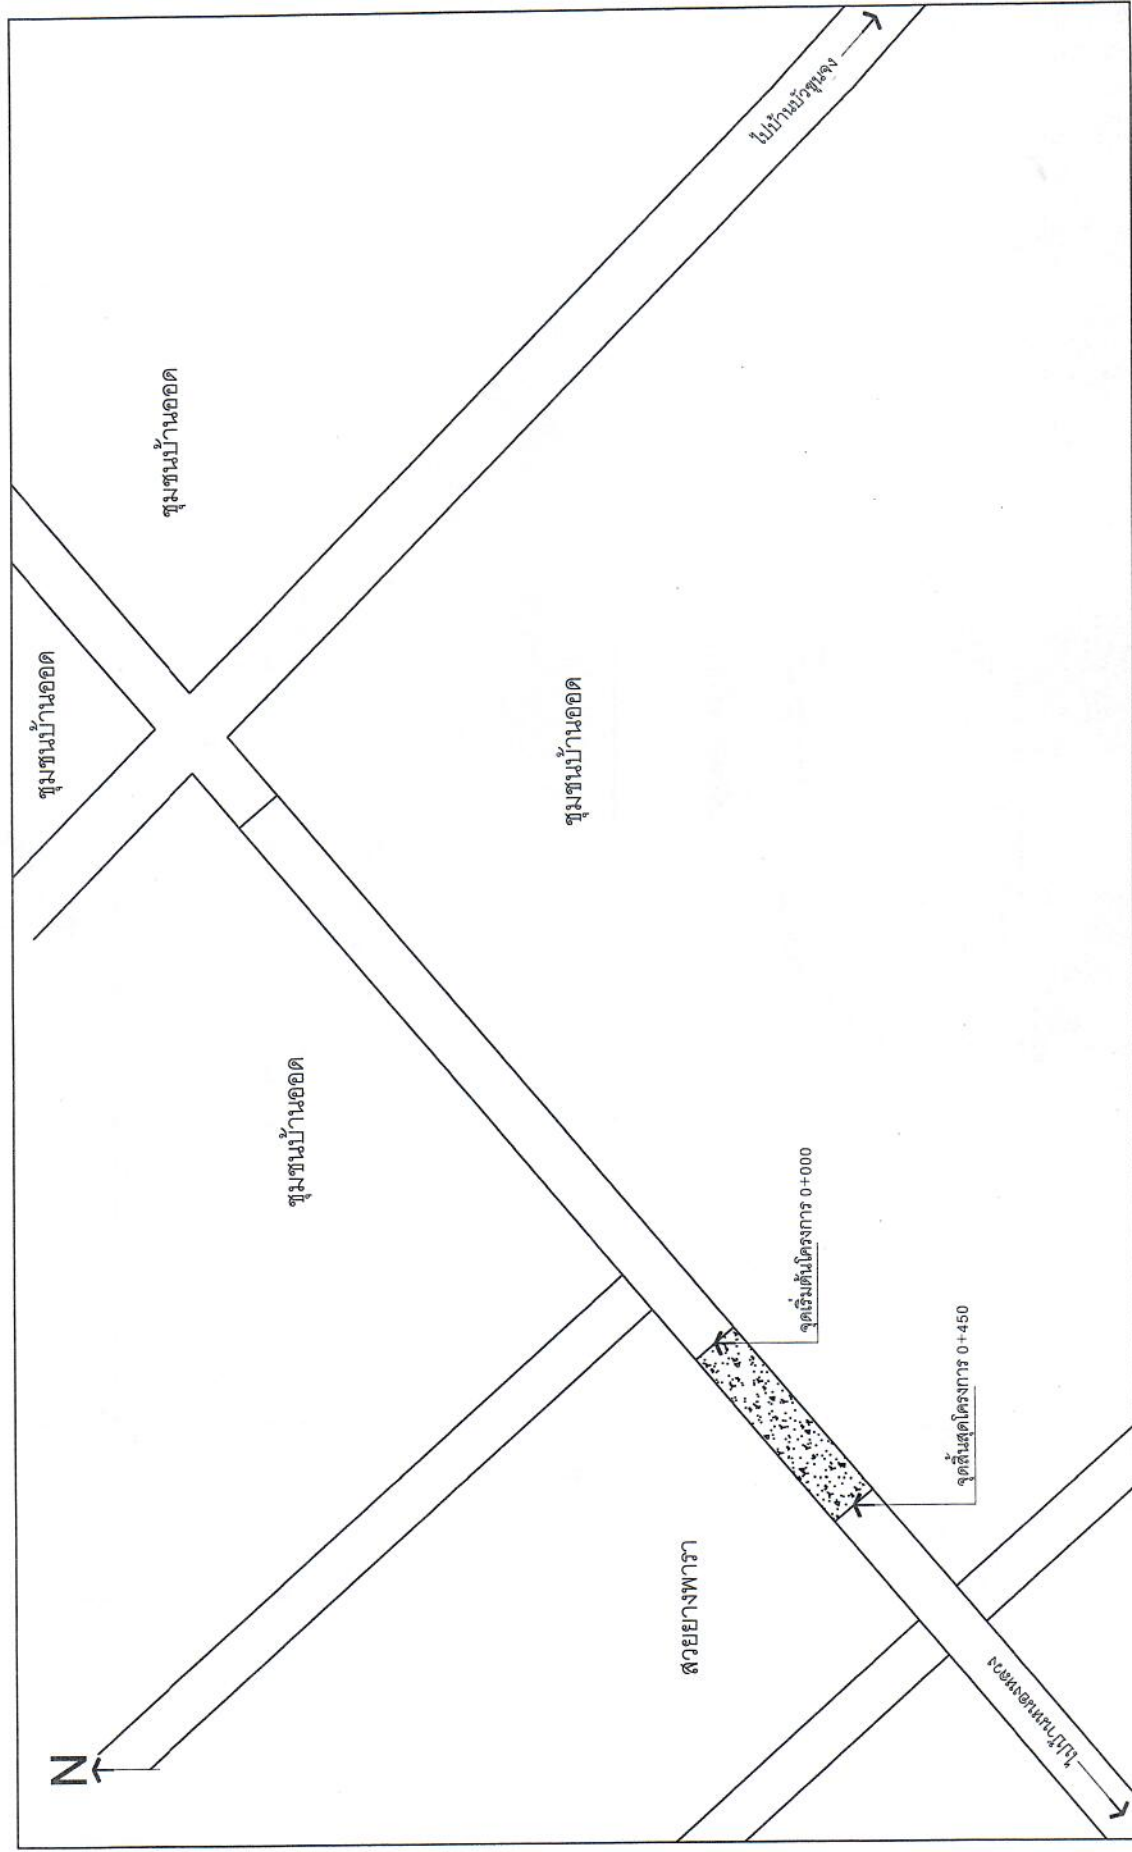 N
ชุมชนบ้านออด
ชุมชนบ้านออด
ชุมชนบ้านออด
ชุมชนบ้านออด
สวยยางพารา
จุดเริ่มต้นโครงการ 0+000
จุดสิ้นสุดโครงการ 0+450
ไปบ้านบัวขุนจง
ไปบ้านหนองหลวง